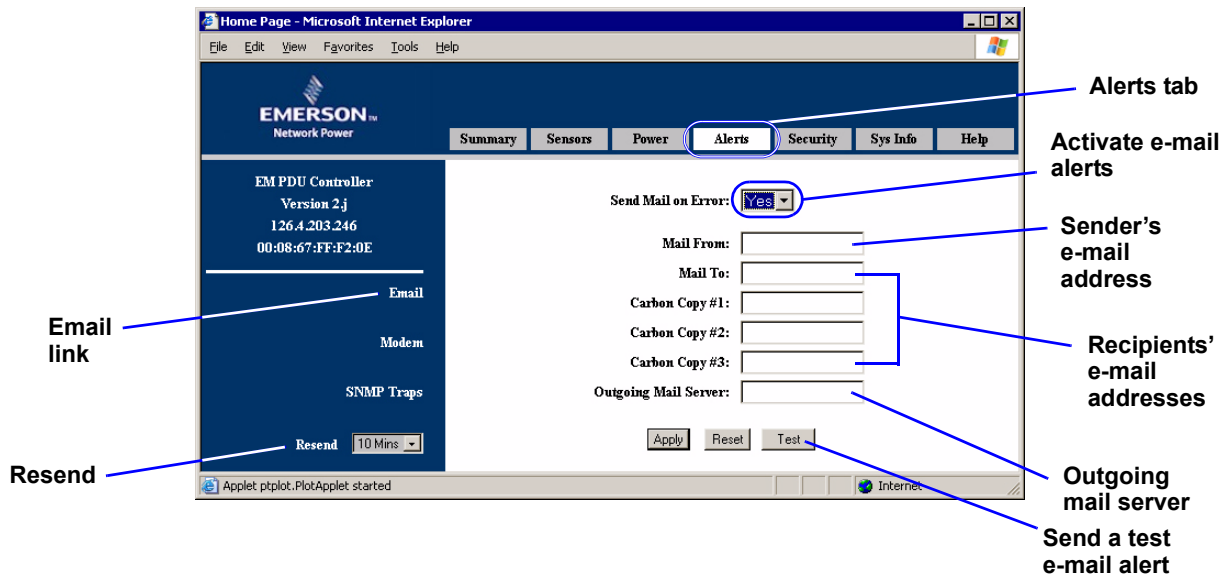 Home Page - Microsoft Internet Explorer
File Edit View Favorites Tools Help
EMERSON TM
Network Power
Summary Sensors Power Alerts Security Sys Info Help
EM PDU Controller
Version 2.j
126.4.203.246
00:08:67:FF:F2:0E
Email
Modem
SNMP Traps
Resend 10 Mins
Send Mail on Error: Yes
Mail From:
Mail To:
Carbon Copy #1:
Carbon Copy #2:
Carbon Copy #3:
Outgoing Mail Server:
Apply Reset Test
Applet ptplot.PlotApplet started
Internet
Email
link
Resend
Alerts tab
Activate e-mail
alerts
Sender's
e-mail
address
Recipients'
e-mail
addresses
Outgoing
mail server
Send a test
e-mail alert